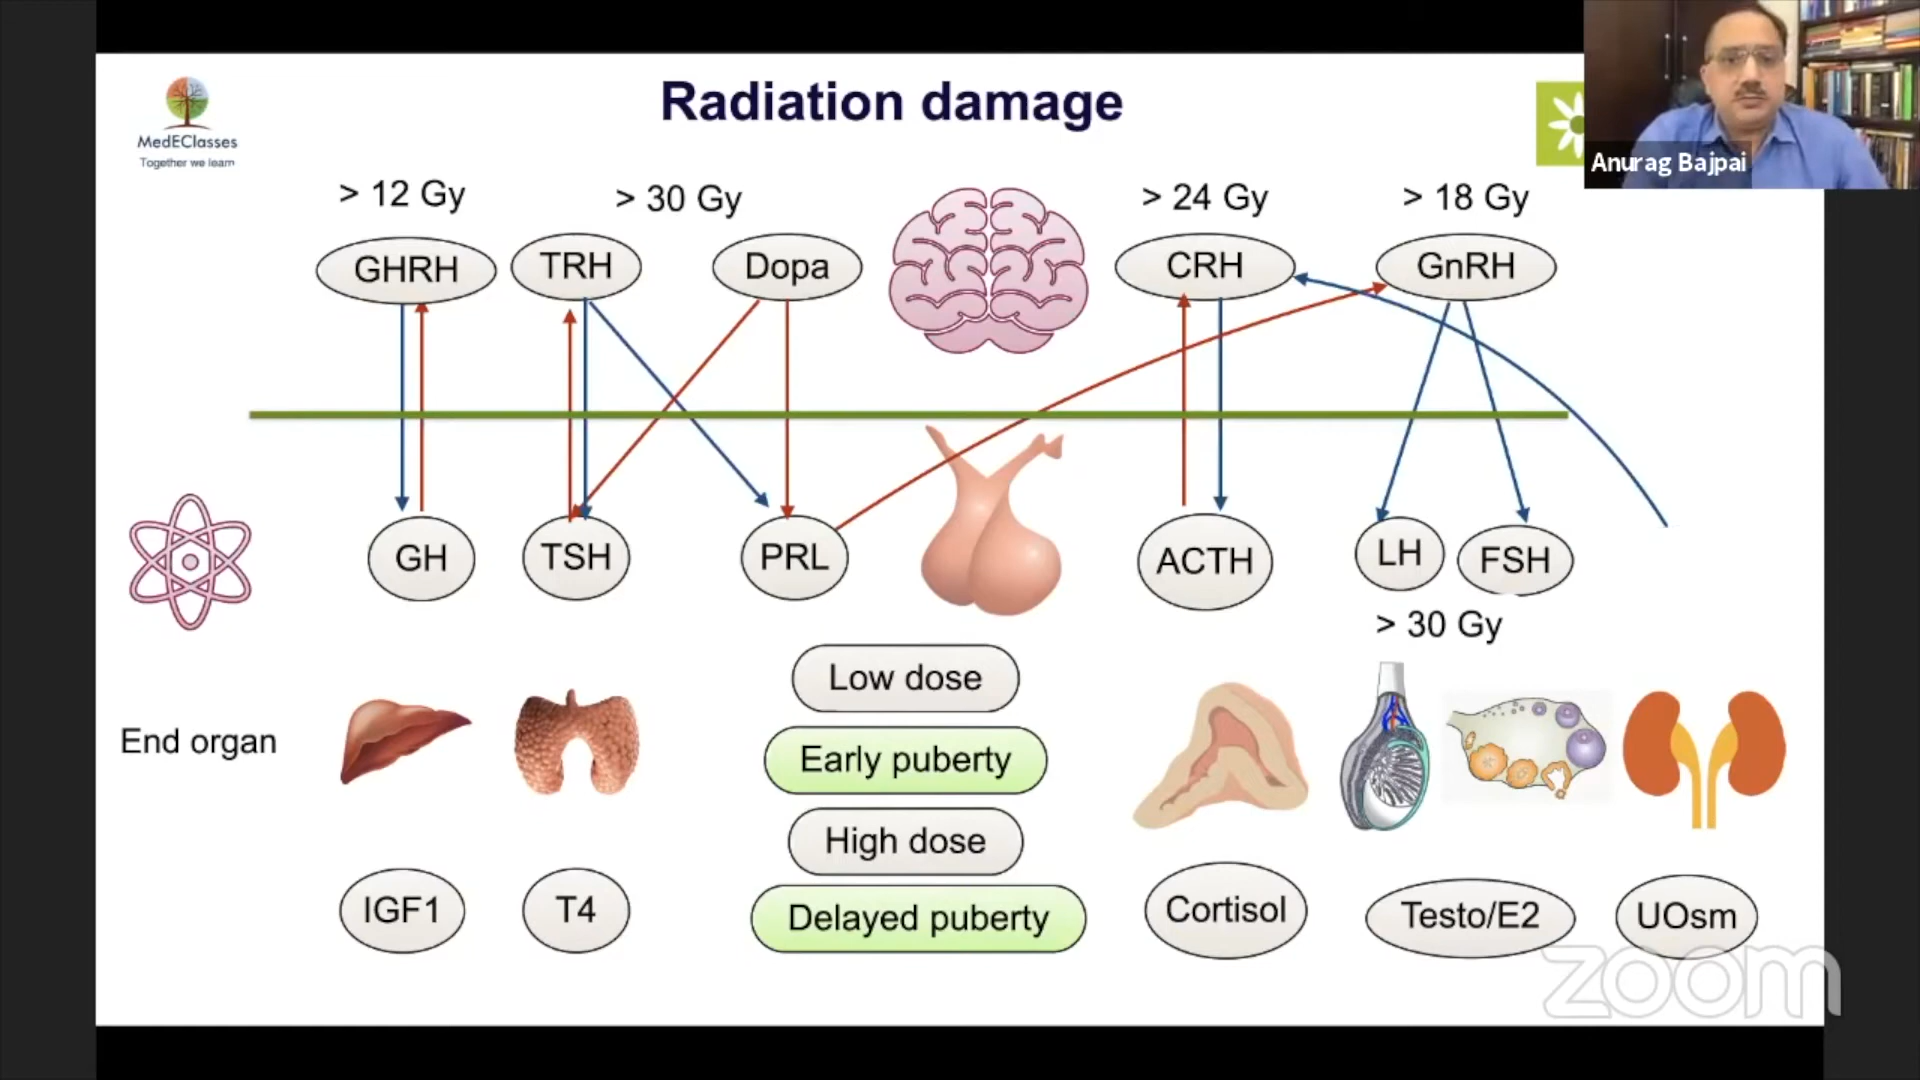 Radiation damage
MedEClasses
Together we learn
Anurag Bajpai
> 12 Gy
> 30 Gy
> 24 Gy
> 18 Gy
GHRH
TRH
Dopa
CRH
GnRH
GH
TSH
PRL
ACTH
LH
FSH
> 30 Gy
Low dose
Early puberty
High dose
Delayed puberty
End organ
IGF1
T4
Cortisol
Testo/E2
UOsm
zoom